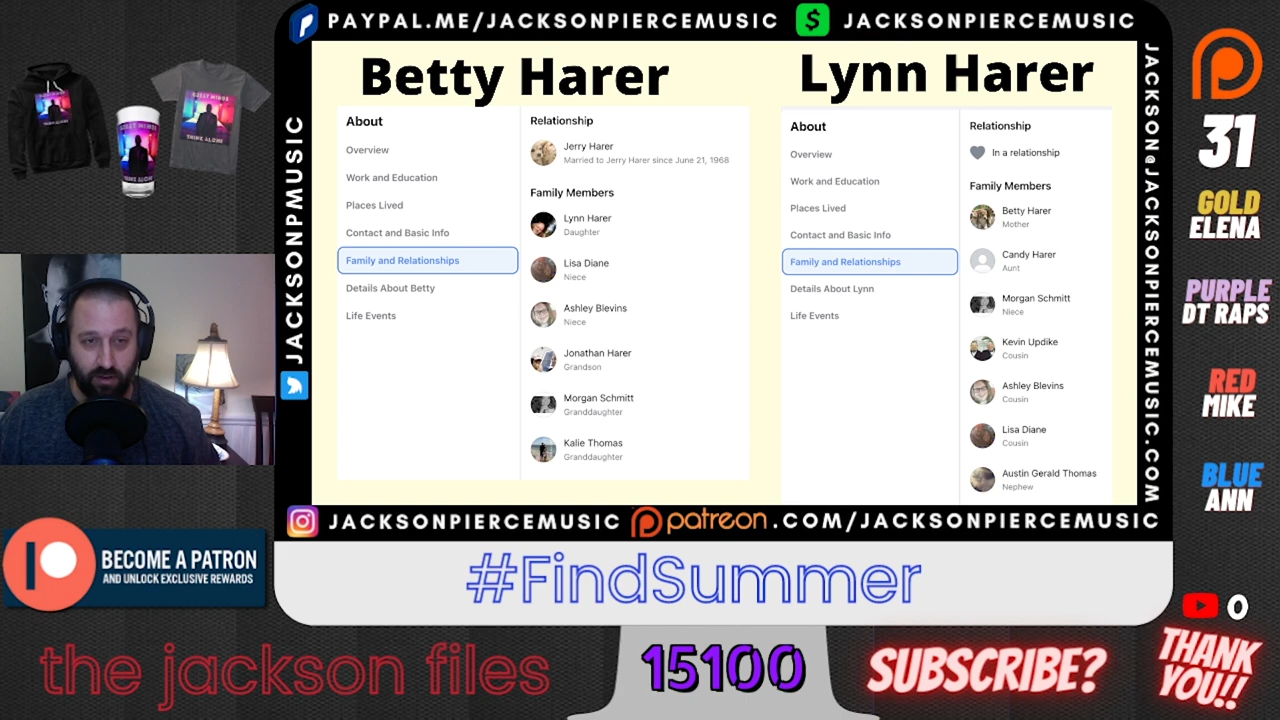 PAYPAL.ME/JACKSONPIERCEMUSIC
JACKSONPIERCEMUSIC
JACKSONPMUSIC
Betty Harer
About
Overview
Work and Education
Places Lived
Contact and Basic Info
Family and Relationships
Details About Betty
Life Events
Relationship
Jerry Harer
Married to Jerry Harer since June 21, 1968
Family Members
Lynn Harer
Daughter
Lisa Diane
Niece
Ashley Blevins
Niece
Jonathan Harer
Grandson
Morgan Schmitt
Granddaughter
Kalie Thomas
Granddaughter
Lynn Harer
About
Overview
Work and Education
Places Lived
Contact and Basic Info
Family and Relationships
Details About Lynn
Life Events
Relationship
In a relationship
Family Members
Betty Harer
Mother
Candy Harer
Aunt
Morgan Schmitt
Niece
Kevin Updike
Cousin
Ashley Blevins
Cousin
Lisa Diane
Cousin
Austin Gerald Thomas
Nephew
JACKSON@JACKSONPIERCEMUSIC.COM
31
GOLD
ELENA
PURPLE
DT RAPS
RED
MIKE
BLUE
ANN
JACKSONPIERCEMUSIC
patreon.COM/JACKSONPIERCEMUSIC
BECOME A PATRON
AND UNLOCK EXCLUSIVE REWARDS
#FindSummer
0
the jackson files
15100
SUBSCRIBE?
THANK
YOU!!